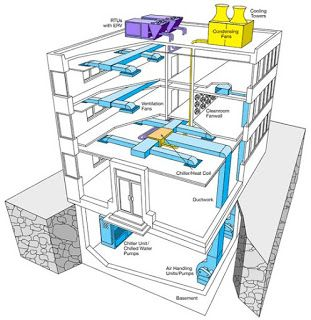 Cooling
Towers
RTUs
with ERV
Condensing
Fans
Ventilation
Fans
Cleanroom
Fanwall
Chiller/Heat Coil
Ductwork
Chiller Unit/
Chilled Water
Pumps
Air Handling
Units/Pumps
Basement